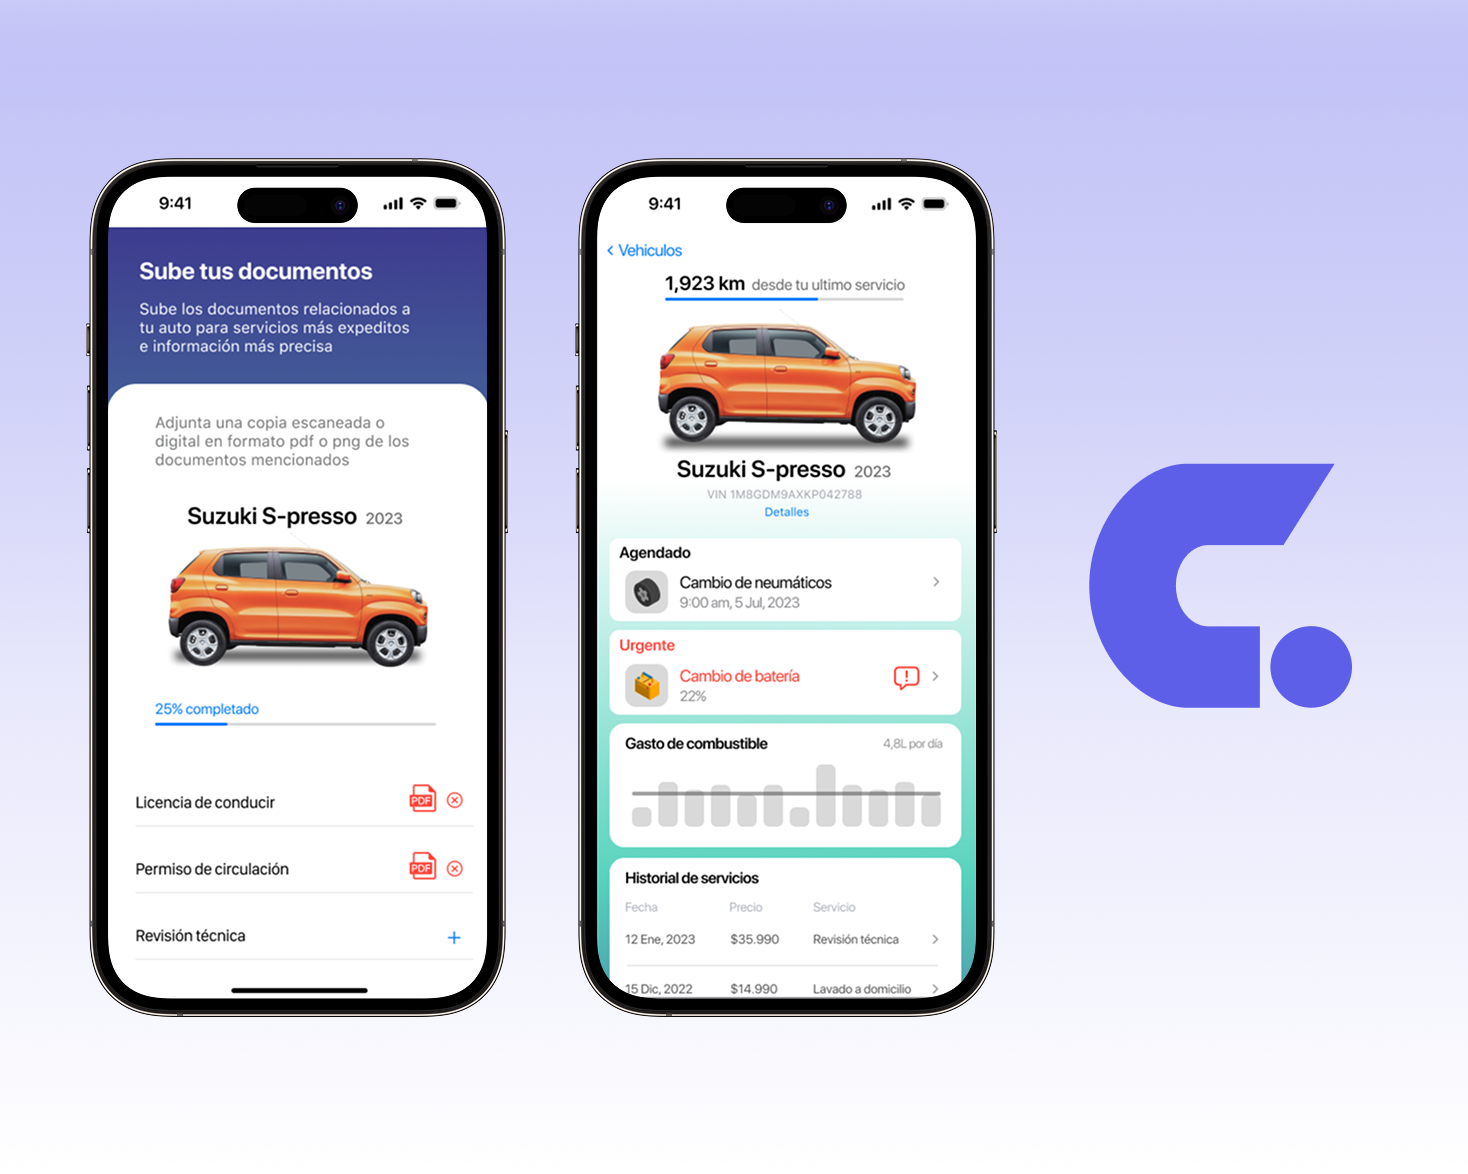 9:41
Sube tus documentos
Sube los documentos relacionados a
tu auto para servicios más expeditos
e información más precisa
Adjunta una copia escaneada o
digital en formato pdf o png de los
documentos mencionados
Suzuki S-presso 2023
25% completado
Licencia de conducir PDF
Permiso de circulación PDF
Revisión técnica +
9:41
< Vehiculos
1,923 km desde tu ultimo servicio
Suzuki S-presso 2023
VIN 1M8GDM9AXKP042788
Detalles
Agendado
Cambio de neumáticos
9:00 am, 5 Jul, 2023
Urgente
Cambio de batería
22%
Gasto de combustible 4,8L por día
Historial de servicios
Fecha Precio Servicio
12 Ene, 2023 $35.990 Revisión técnica
15 Dic, 2022 $14.990 Lavado a domicilio
C.